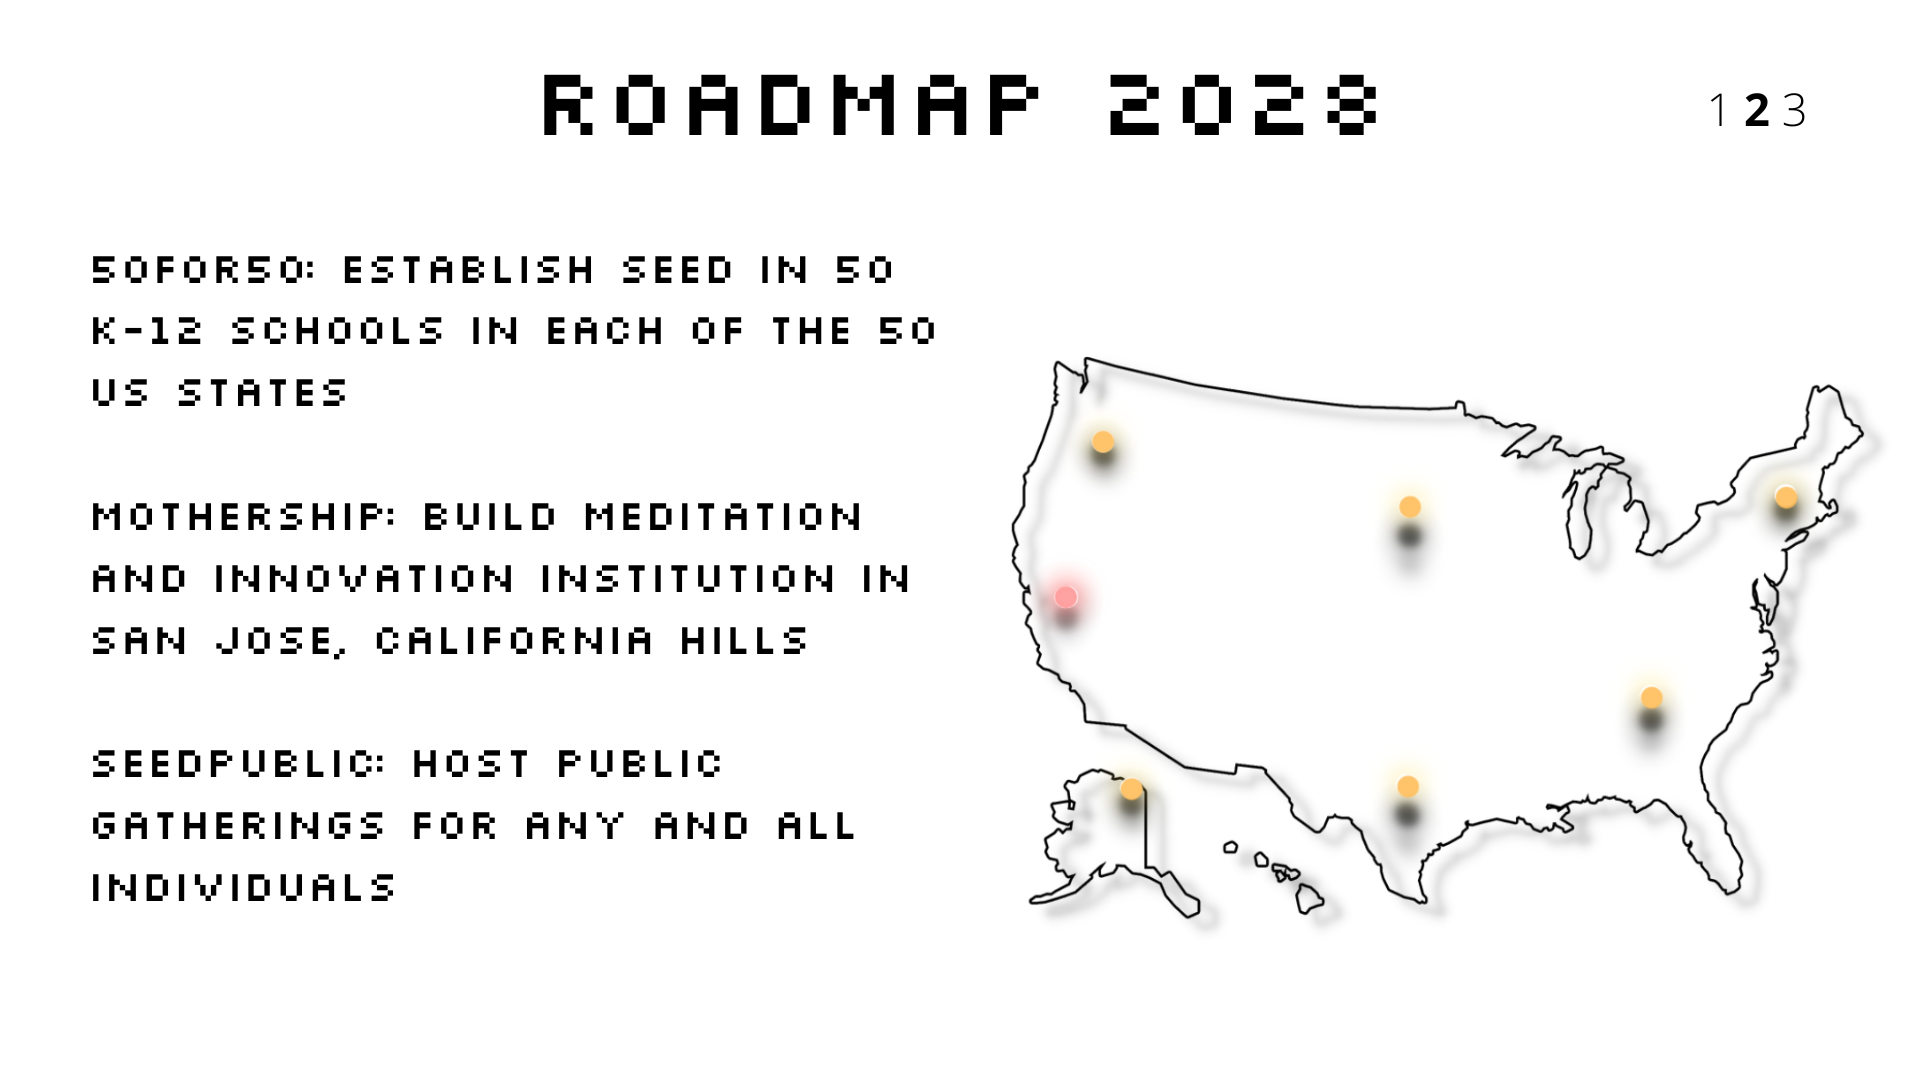 ROADMAP 2028
1 2 3
50FOR50: ESTABLISH SEED IN 50
K-12 SCHOOLS IN EACH OF THE 50
US STATES
MOTHERSHIP: BUILD MEDITATION
AND INNOVATION INSTITUTION IN
SAN JOSE, CALIFORNIA HILLS
SEEDPUBLIC: HOST PUBLIC
GATHERINGS FOR ANY AND ALL
INDIVIDUALS